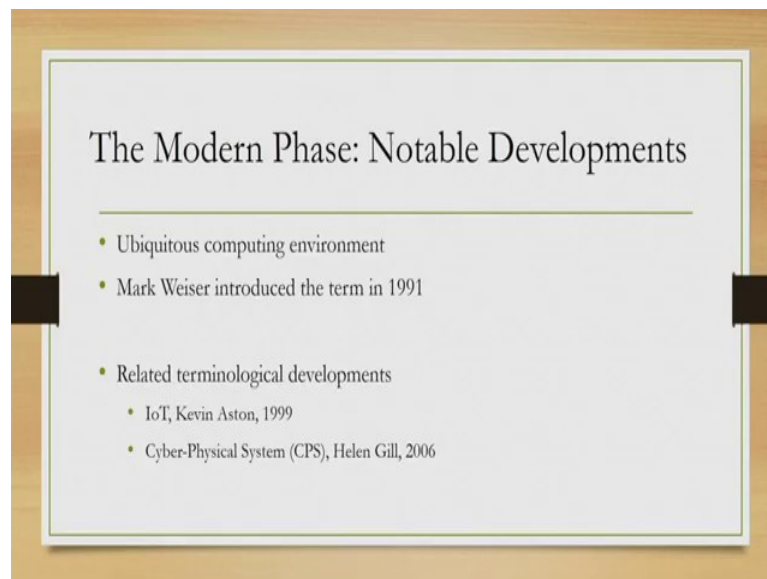 The Modern Phase: Notable Developments
• Ubiquitous computing environment
• Mark Weiser introduced the term in 1991
• Related terminological developments
• IoT, Kevin Aston, 1999
• Cyber-Physical System (CPS), Helen Gill, 2006